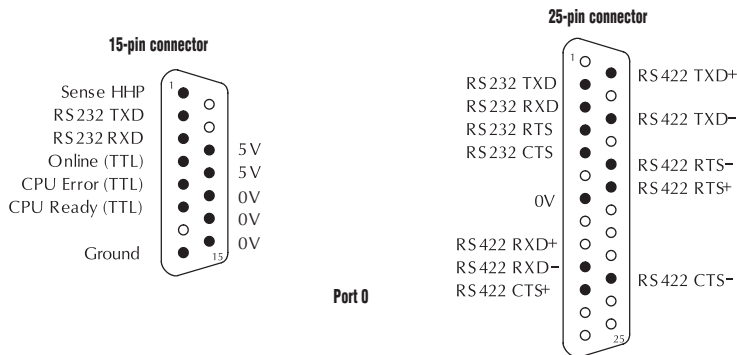 25-pin connector
15-pin connector
1
Sense HHP
RS232 TXD
RS232 RXD
Online (TTL)
CPU Error (TTL)
CPU Ready (TTL)
Ground
5V
5V
0V
0V
0V
15
Port 0
1
RS232 TXD
RS232 RXD
RS232 RTS
RS232 CTS
0V
RS422 RXD+
RS422 RXD−
RS422 CTS+
RS422 TXD+
RS422 TXD−
RS422 RTS−
RS422 RTS+
RS422 CTS−
25